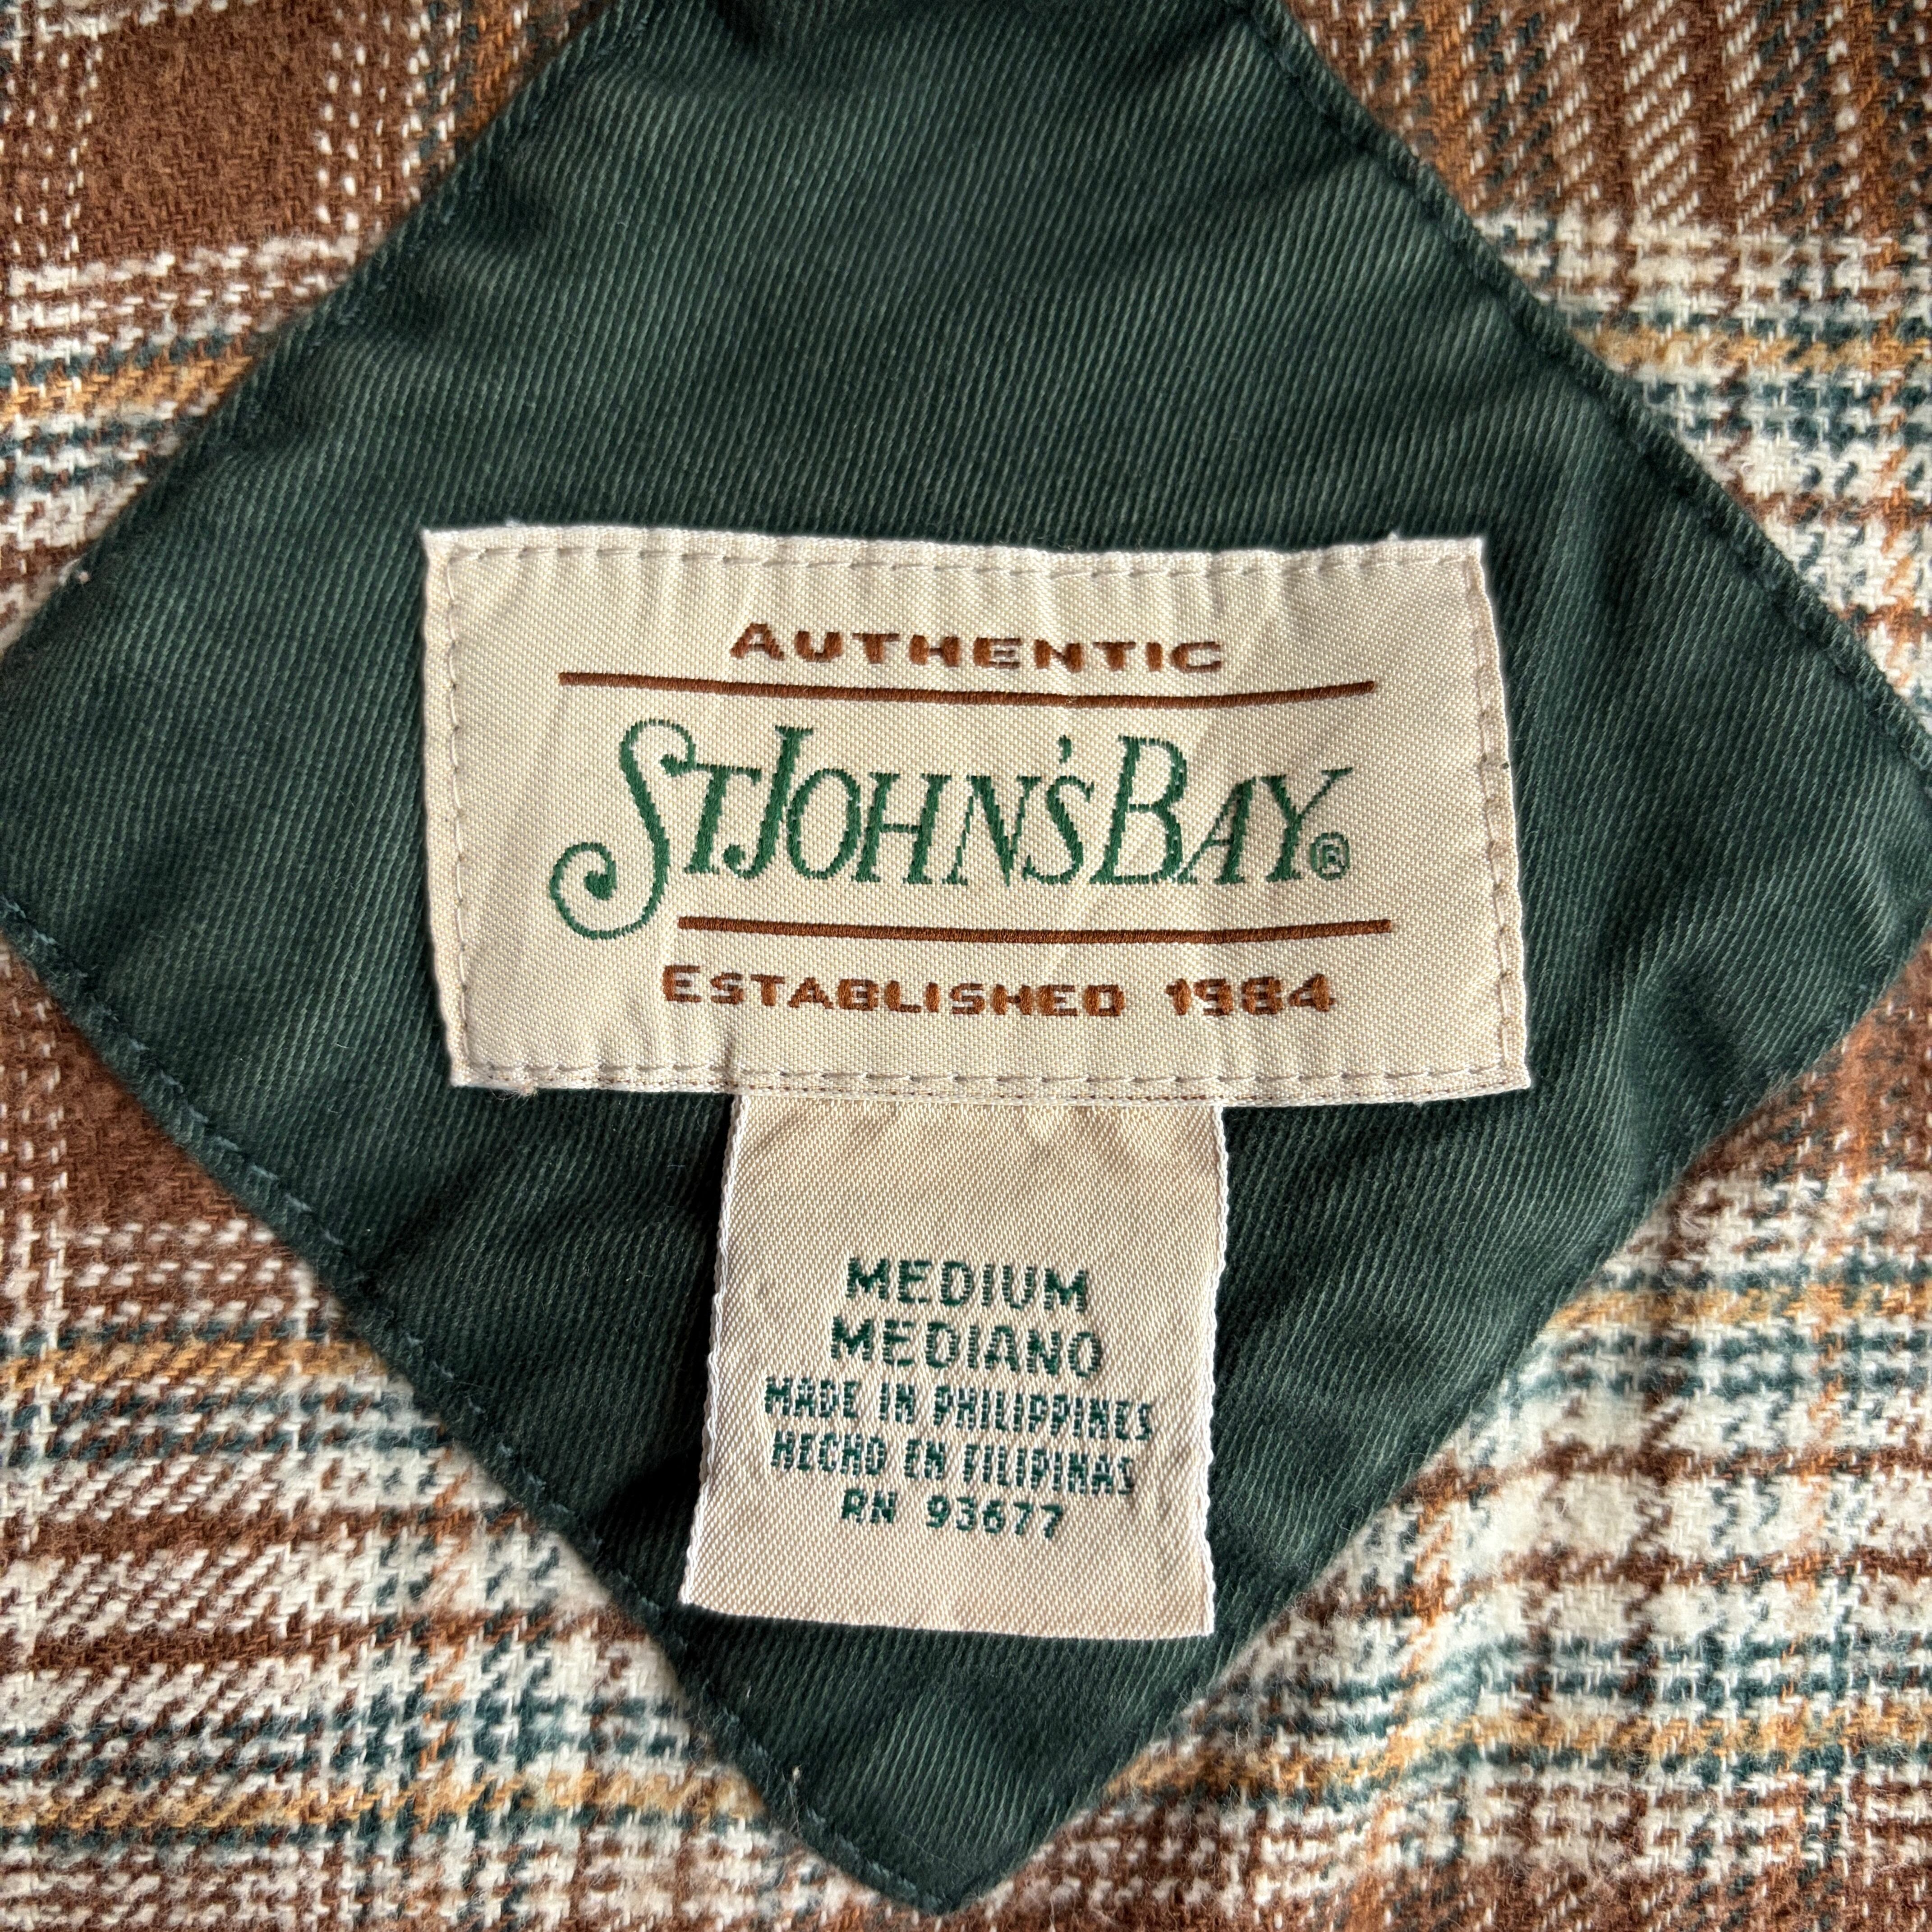 AUTHENTIC
ST JOHN'S BAY®
ESTABLISHED 1984
MEDIUM
MEDIANO
MADE IN PHILIPPINES
HECHO EN FILIPINAS
RN 93677